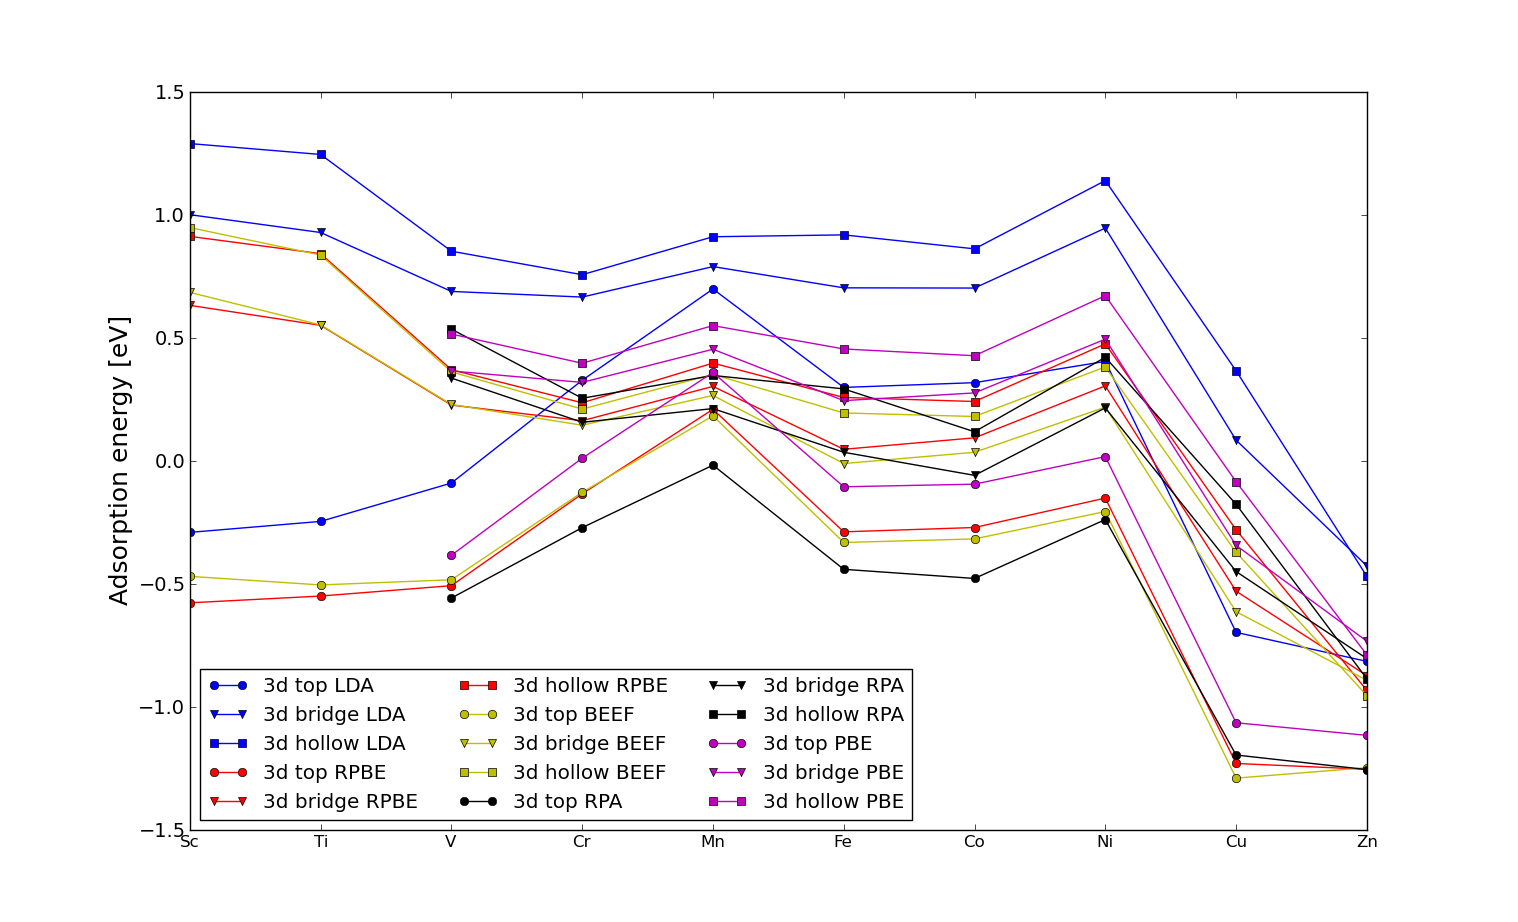 1.5
1.0
0.5
0.0
−0.5
−1.0
−1.5
Adsorption energy [eV]
3d top LDA
3d bridge LDA
3d hollow LDA
3d top RPBE
3d bridge RPBE
3d hollow RPBE
3d top BEEF
3d bridge BEEF
3d hollow BEEF
3d top RPA
3d bridge RPA
3d hollow RPA
3d top PBE
3d bridge PBE
3d hollow PBE
Sc Ti V Cr Mn Fe Co Ni Cu Zn